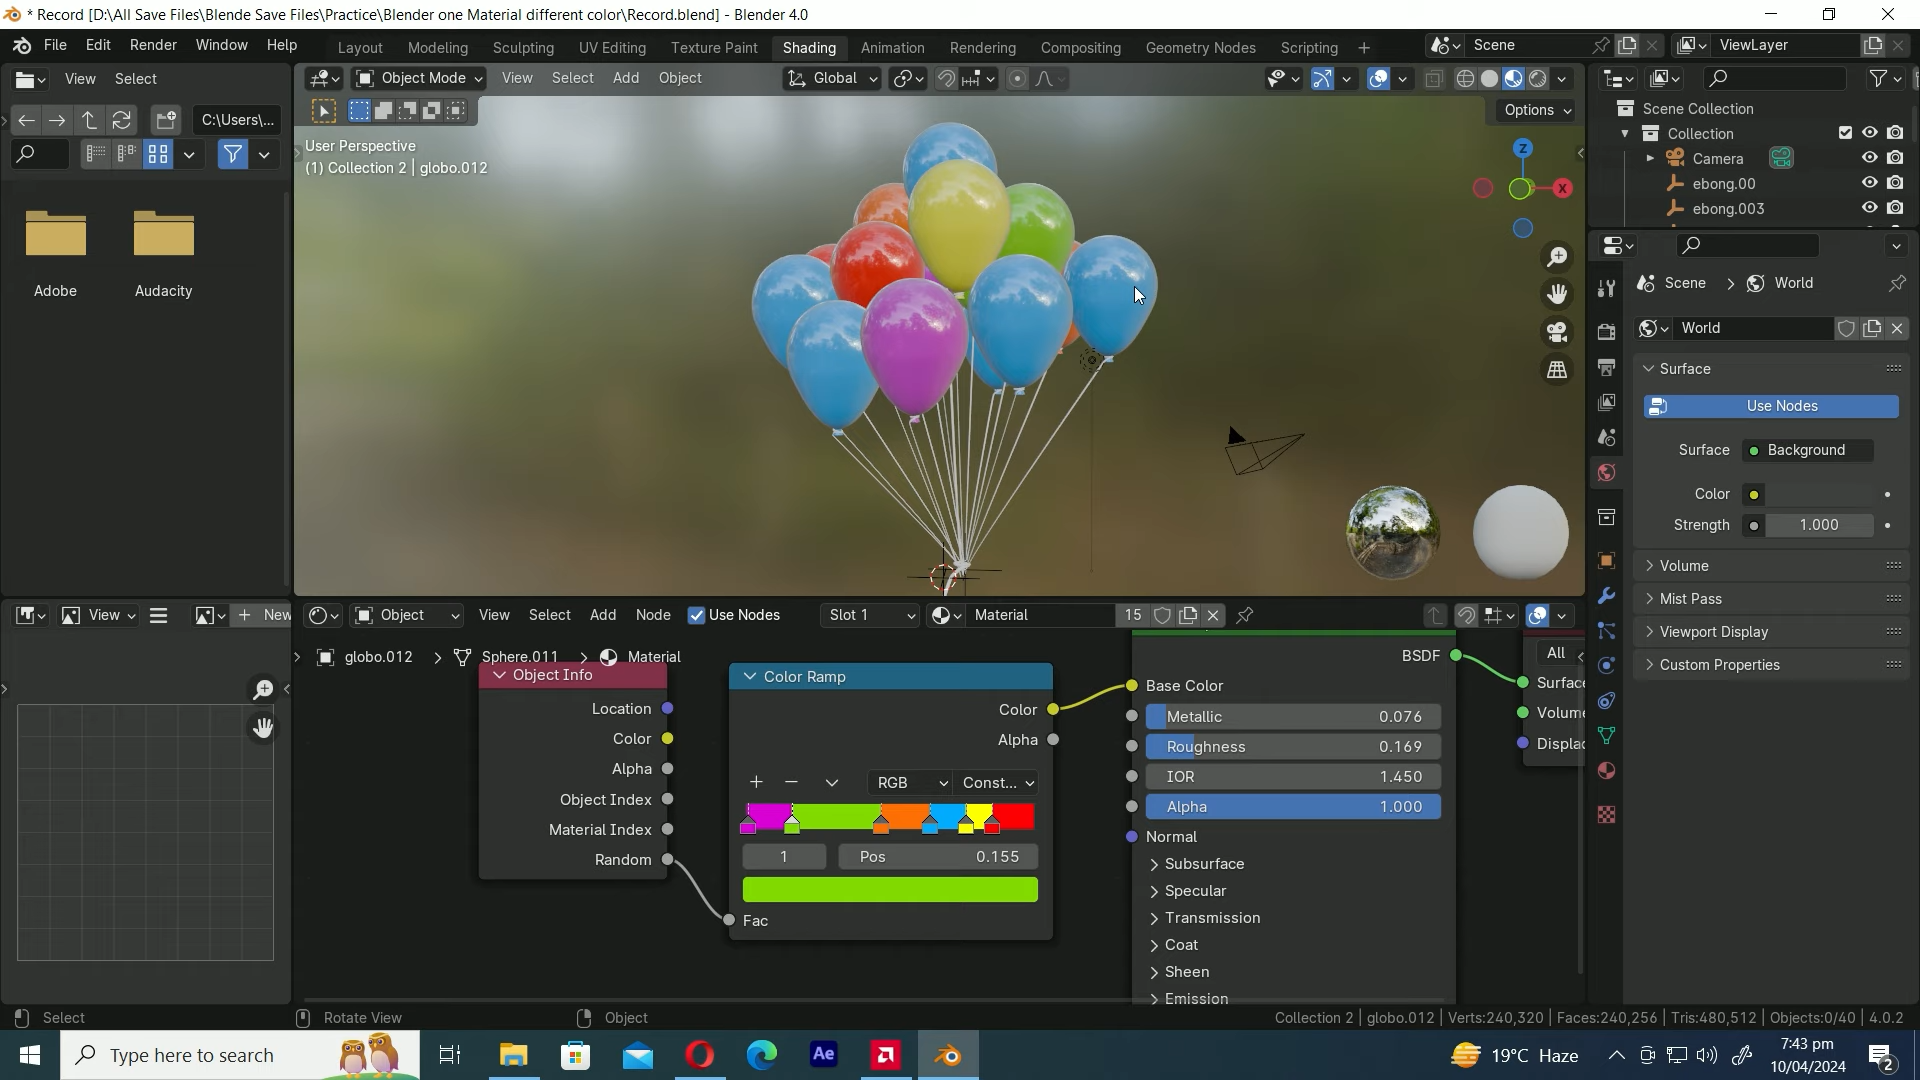 * Record [D:\All Save Files\Blende Save Files\Practice\Blender one Material different color\Record.blend] - Blender 4.0
File Edit Render Window Help Layout Modeling Sculpting UV Editing Texture Paint Shading Animation Rendering Compositing Geometry Nodes Scripting + Scene ViewLayer
View Select
Object Mode View Select Add Object Global
C:\Users\...
Options
User Perspective
(1) Collection 2 | globo.012
Adobe Audacity
Z
X
Scene Collection
Collection
Camera
ebong.00
ebong.003
Scene > World
World
Surface
Use Nodes
Surface Background
Color
Strength 1.000
Volume
Mist Pass
Viewport Display
Custom Properties
View + New
Object View Select Add Node Use Nodes Slot 1 Material 15
globo.012 > Sphere.011 > Material
Object Info
Location
Color
Alpha
Object Index
Material Index
Random
Color Ramp
Color
Alpha
RGB Const...
1 Pos 0.155
Fac
BSDF
Base Color
Metallic 0.076
Roughness 0.169
IOR 1.450
Alpha 1.000
Normal
Subsurface
Specular
Transmission
Coat
Sheen
Emission
All
Surface
Volume
Displac
Select Rotate View Object
Collection 2 | globo.012 | Verts:240,320 | Faces:240,256 | Tris:480,512 | Objects:0/40 | 4.0.2
Type here to search
Ae
19°C Haze
7:43 pm
10/04/2024
2